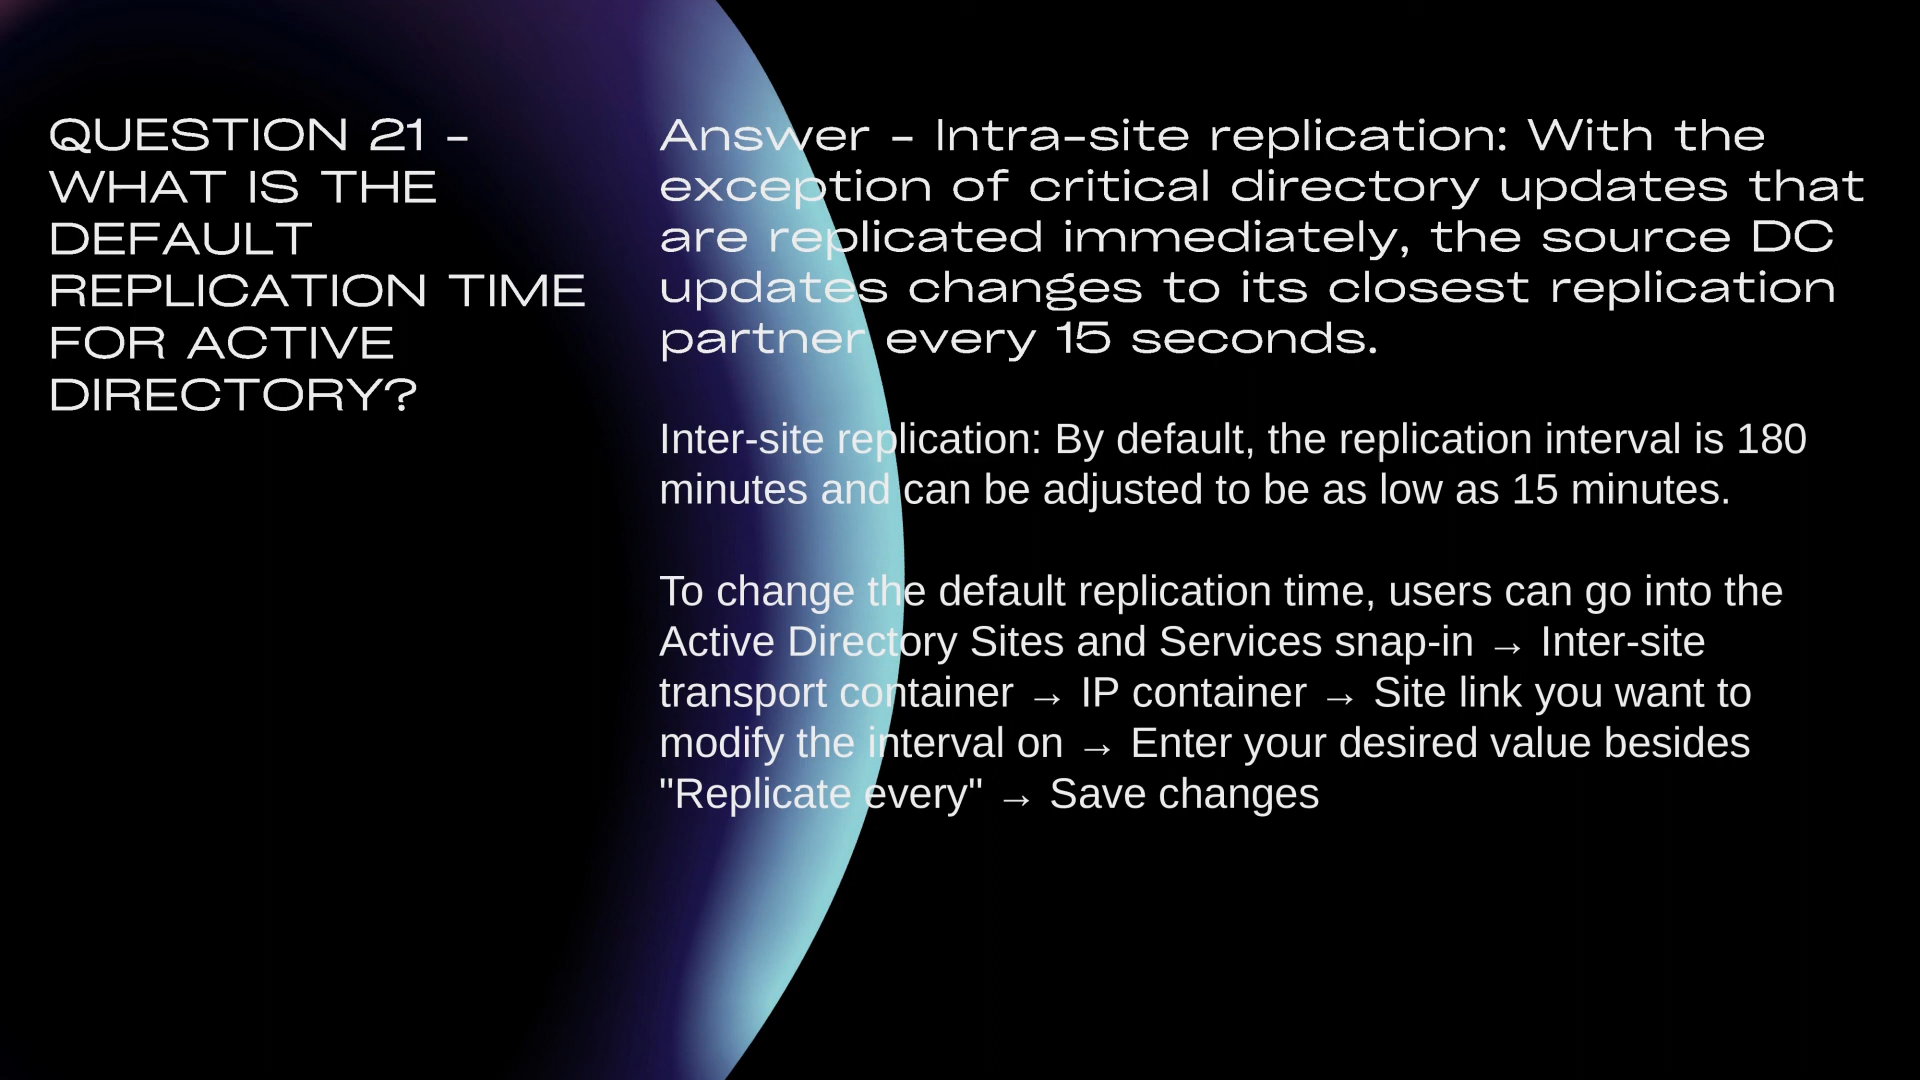 QUESTION 21 -
WHAT IS THE
DEFAULT
REPLICATION TIME
FOR ACTIVE
DIRECTORY?
Answer - Intra-site replication: With the
exception of critical directory updates that
are replicated immediately, the source DC
updates changes to its closest replication
partner every 15 seconds.
Inter-site replication: By default, the replication interval is 180
minutes and can be adjusted to be as low as 15 minutes.
To change the default replication time, users can go into the
Active Directory Sites and Services snap-in → Inter-site
transport container → IP container → Site link you want to
modify the interval on → Enter your desired value besides
"Replicate every" → Save changes